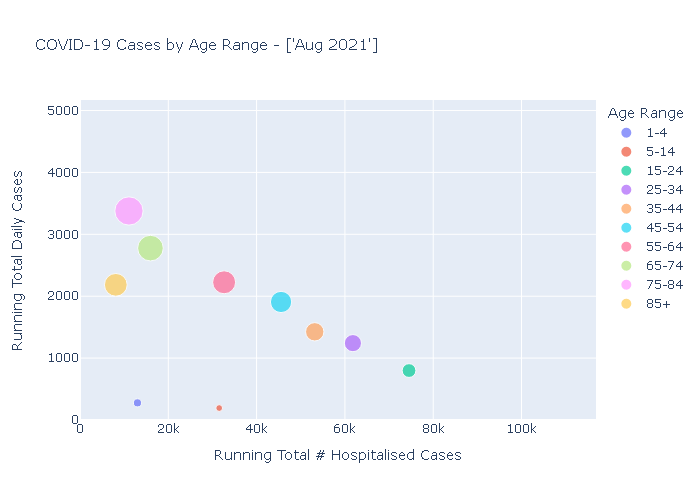 COVID-19 Cases by Age Range - ['Aug 2021']
Running Total Daily Cases
5000
4000
3000
2000
1000
0
0
20k
40k
60k
80k
100k
Running Total # Hospitalised Cases
Age Range
1-4
5-14
15-24
25-34
35-44
45-54
55-64
65-74
75-84
85+